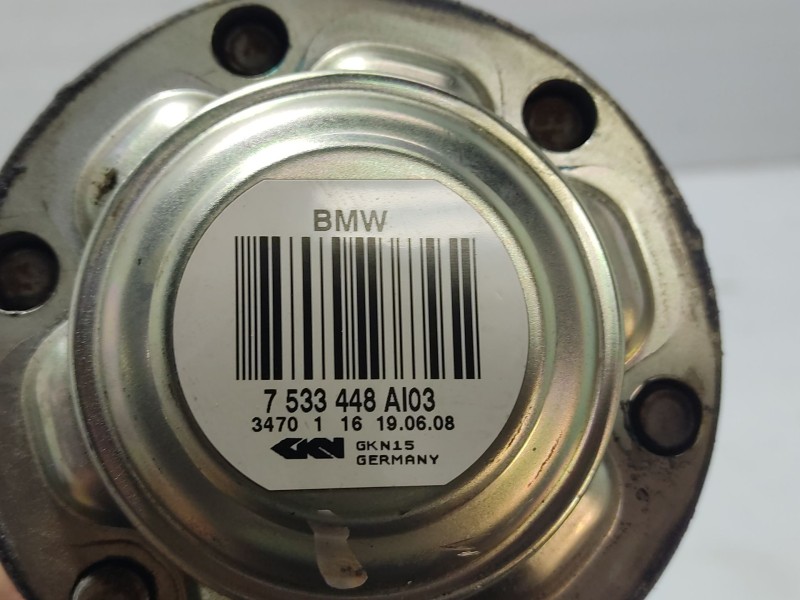 BMW
7 533 448 AI03
3470 1 16 19.06.08
GKN GKN15
GERMANY